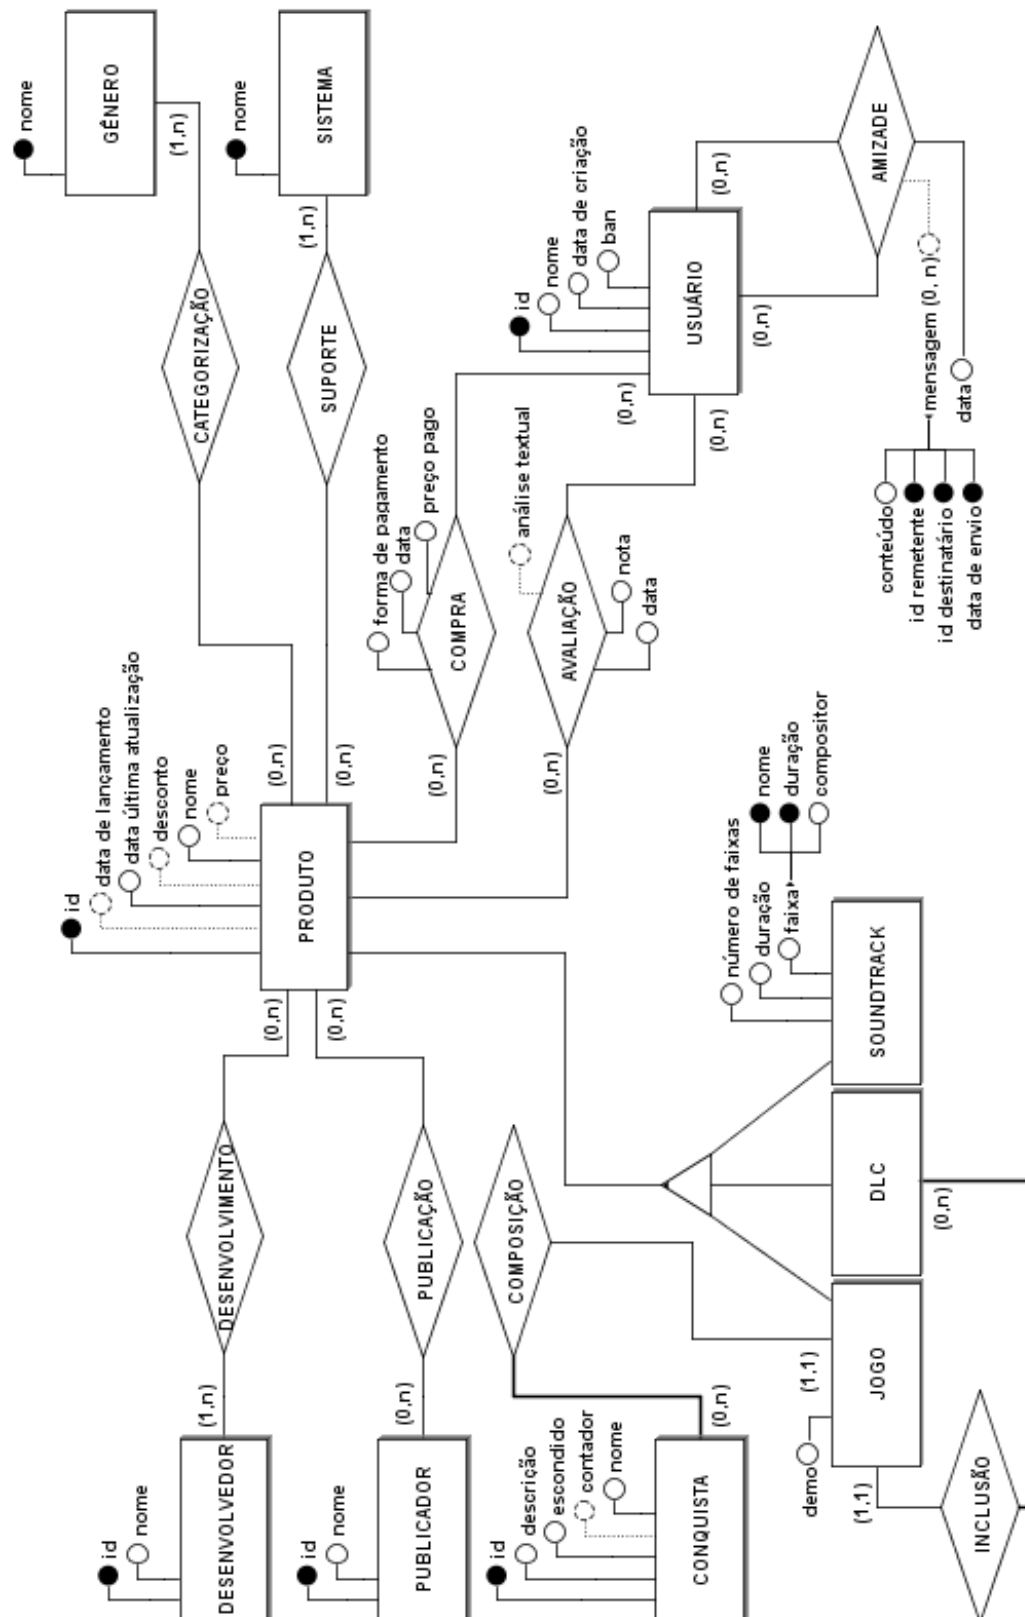 GÊNERO
nome
(1,n)
CATEGORIZAÇÃO
(0,n)
SISTEMA
nome
(1,n)
SUPORTE
(0,n)
USUÁRIO
id
nome
data de criação
ban
(0,n)
(0,n)
(0,n)
(0,n)
AMIZADE
mensagem (0, n)
data
conteúdo
id remetente
id destinatário
data de envio
COMPRA
forma de pagamento
data
preço pago
(0,n)
AVALIAÇÃO
análise textual
nota
data
(0,n)
PRODUTO
id
data de lançamento
data última atualização
desconto
nome
preço
(0,n)
(0,n)
DESENVOLVIMENTO
(1,n)
DESENVOLVEDOR
id
nome
PUBLICAÇÃO
(0,n)
PUBLICADOR
id
nome
COMPOSIÇÃO
(1,1)
(0,n)
CONQUISTA
id
descrição
escondido
contador
nome
SOUNDTRACK
número de faixas
duração
faixa
nome
duração
compositor
DLC
(0,n)
JOGO
demo
(1,1)
INCLUSÃO